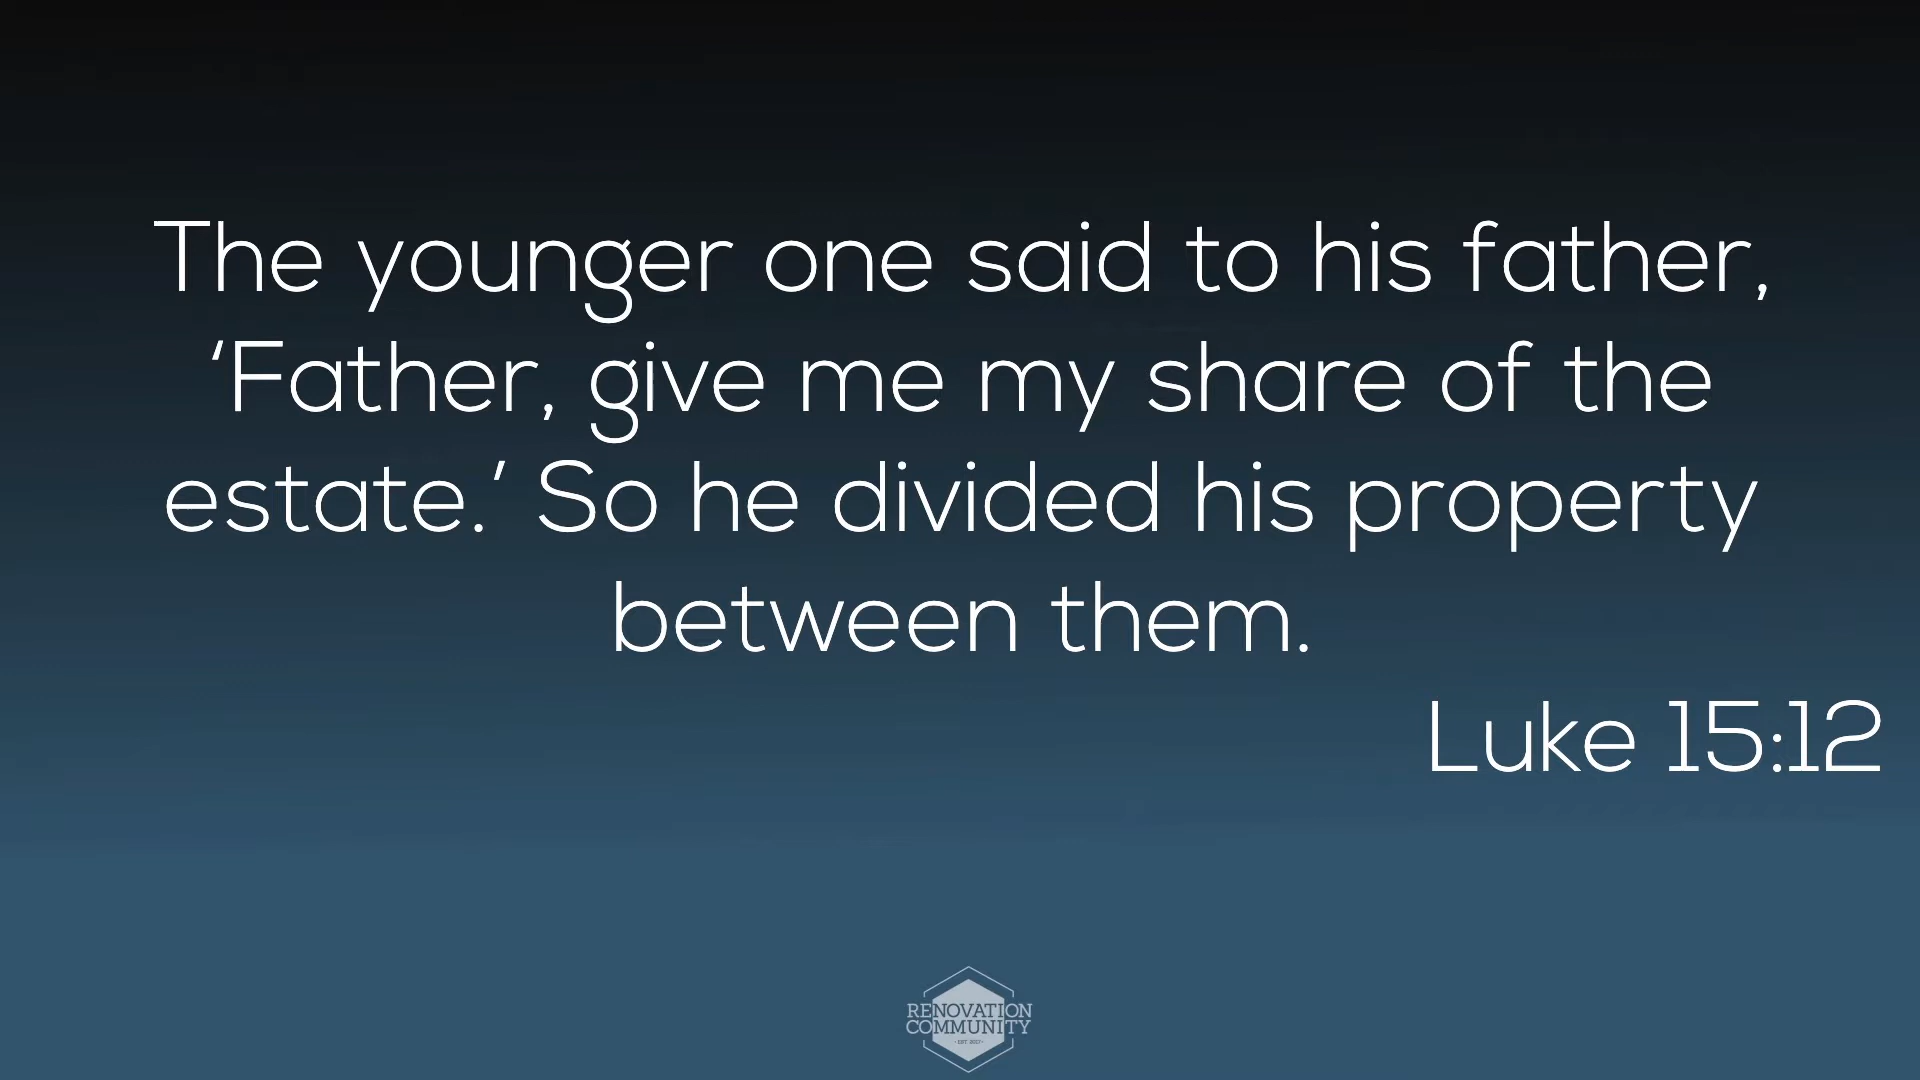 The younger one said to his father,
‘Father, give me my share of the
estate.’ So he divided his property
between them.
Luke 15:12
RENOVATION
COMMUNITY